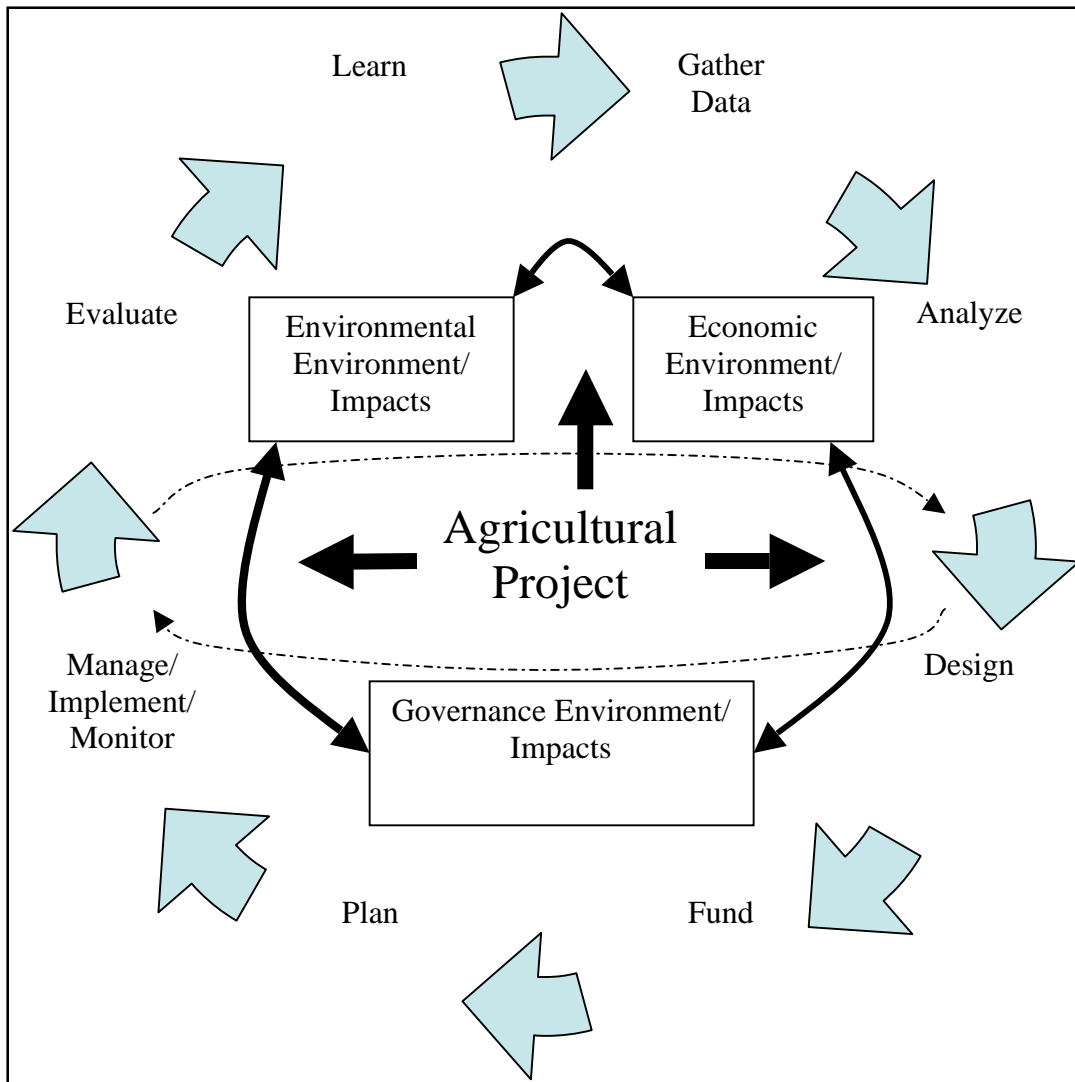 Learn
Gather
Data
Evaluate
Environmental
Environment/
Impacts
Economic
Environment/
Impacts
Analyze
Agricultural
Project
Manage/
Implement/
Monitor
Governance Environment/
Impacts
Design
Plan
Fund